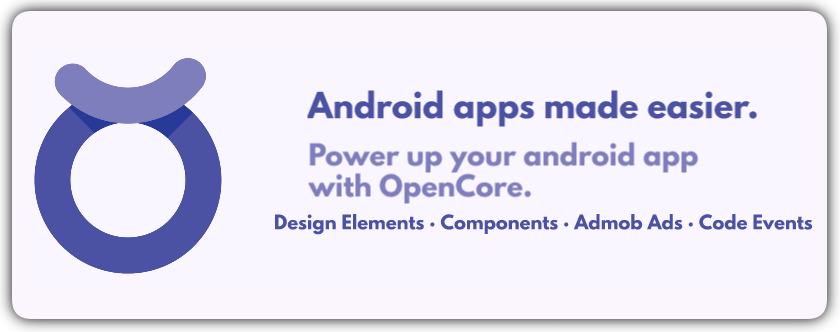 Android apps made easier.
Power up your android app
with OpenCore.
Design Elements · Components · Admob Ads · Code Events